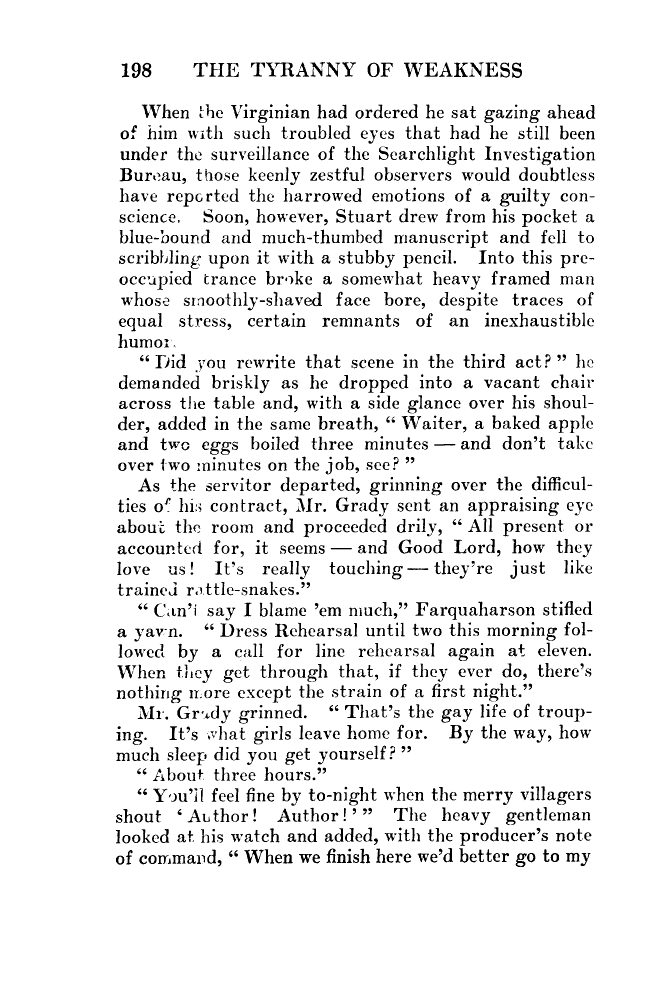 198 THE TYRANNY OF WEAKNESS
When the Virginian had ordered he sat gazing ahead
of him with such troubled eyes that had he still been
under the surveillance of the Searchlight Investigation
Bureau, those keenly zestful observers would doubtless
have reported the harrowed emotions of a guilty con-
science. Soon, however, Stuart drew from his pocket a
blue-bound and much-thumbed manuscript and fell to
scribbling upon it with a stubby pencil. Into this pre-
occupied trance broke a somewhat heavy framed man
whose smoothly-shaved face bore, despite traces of
equal stress, certain remnants of an inexhaustible
humor.
“Did you rewrite that scene in the third act?” he
demanded briskly as he dropped into a vacant chair
across the table and, with a side glance over his shoul-
der, added in the same breath, “Waiter, a baked apple
and two eggs boiled three minutes — and don't take
over two minutes on the job, see?”
As the servitor departed, grinning over the difficul-
ties of his contract, Mr. Grady sent an appraising eye
about the room and proceeded drily, “All present or
accounted for, it seems — and Good Lord, how they
love us! It's really touching — they're just like
trained rattle-snakes.”
“Can't say I blame 'em much,” Farquaharson stifled
a yawn. “Dress Rehearsal until two this morning fol-
lowed by a call for line rehearsal again at eleven.
When they get through that, if they ever do, there's
nothing more except the strain of a first night.”
Mr. Grady grinned. “That's the gay life of troup-
ing. It's what girls leave home for. By the way, how
much sleep did you get yourself?”
“About three hours.”
“You'll feel fine by to-night when the merry villagers
shout ‘Author! Author!’” The heavy gentleman
looked at his watch and added, with the producer's note
of command, “When we finish here we'd better go to my